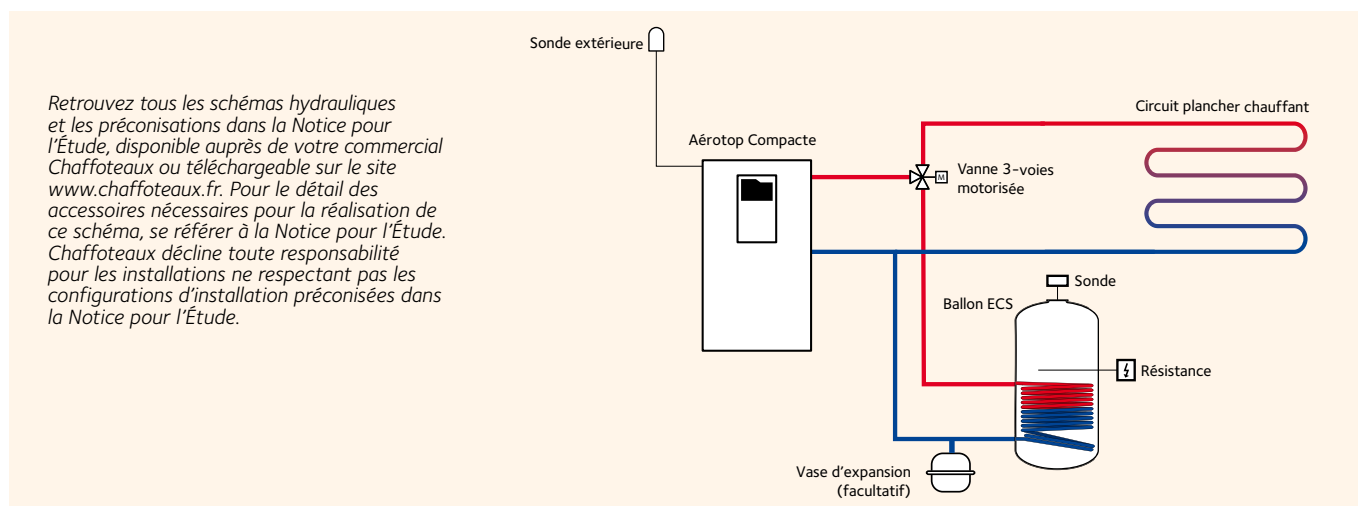 Retrouvez tous les schémas hydrauliques
et les préconisations dans la Notice pour
l'Étude, disponible auprès de votre commercial
Chaffoteaux ou téléchargeable sur le site
www.chaffoteaux.fr. Pour le détail des
accessoires nécessaires pour la réalisation de
ce schéma, se référer à la Notice pour l'Étude.
Chaffoteaux décline toute responsabilité
pour les installations ne respectant pas les
configurations d'installation préconisées dans
la Notice pour l'Étude.
Sonde extérieure
Aérotop Compacte
Circuit plancher chauffant
M
Vanne 3-voies
motorisée
Sonde
Ballon ECS
Résistance
Vase d'expansion
(facultatif)